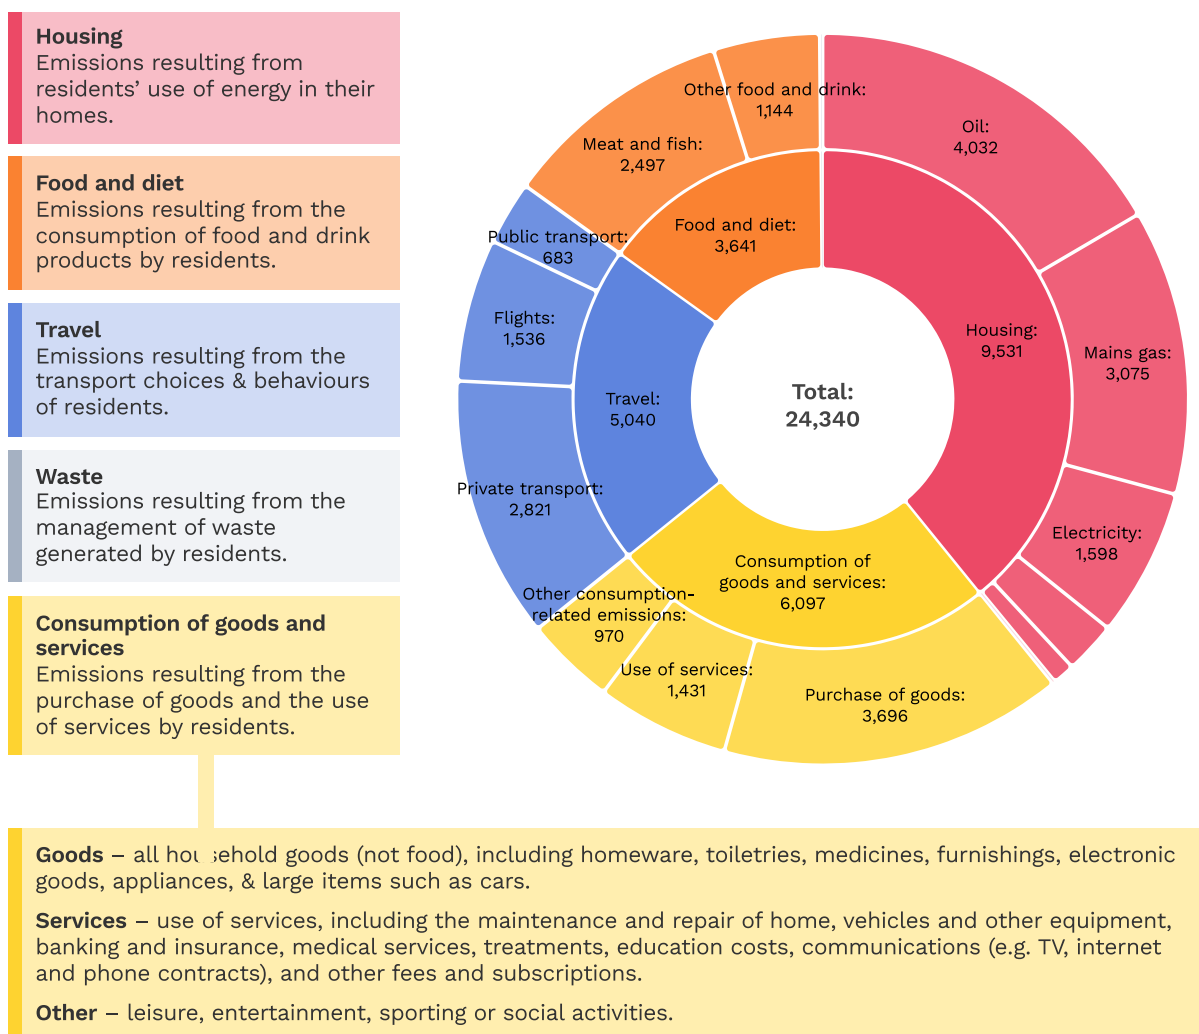 Housing
Emissions resulting from
residents’ use of energy in their
homes.
Food and diet
Emissions resulting from the
consumption of food and drink
products by residents.
Travel
Emissions resulting from the
transport choices & behaviours
of residents.
Waste
Emissions resulting from the
management of waste
generated by residents.
Consumption of goods and
services
Emissions resulting from the
purchase of goods and the use
of services by residents.
Other food and drink:
1,144
Oil:
4,032
Meat and fish:
2,497
Food and diet:
3,641
Public transport:
683
Flights:
1,536
Housing:
9,531
Mains gas:
3,075
Travel:
5,040
Total:
24,340
Private transport:
2,821
Electricity:
1,598
Consumption of
goods and services:
6,097
Other consumption-
related emissions:
970
Use of services:
1,431
Purchase of goods:
3,696
Goods – all household goods (not food), including homeware, toiletries, medicines, furnishings, electronic
goods, appliances, & large items such as cars.
Services – use of services, including the maintenance and repair of home, vehicles and other equipment,
banking and insurance, medical services, treatments, education costs, communications (e.g. TV, internet
and phone contracts), and other fees and subscriptions.
Other – leisure, entertainment, sporting or social activities.